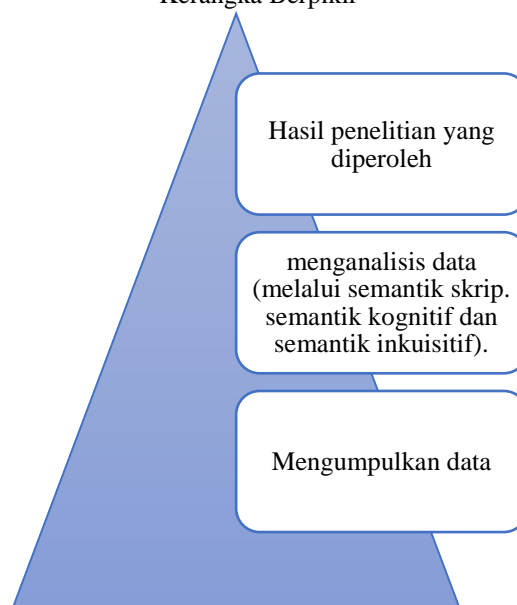 Kerangka Berpikir
Hasil penelitian yang
diperoleh
menganalisis data
(melalui semantik skrip.
semantik kognitif dan
semantik inkuisitif).
Mengumpulkan data